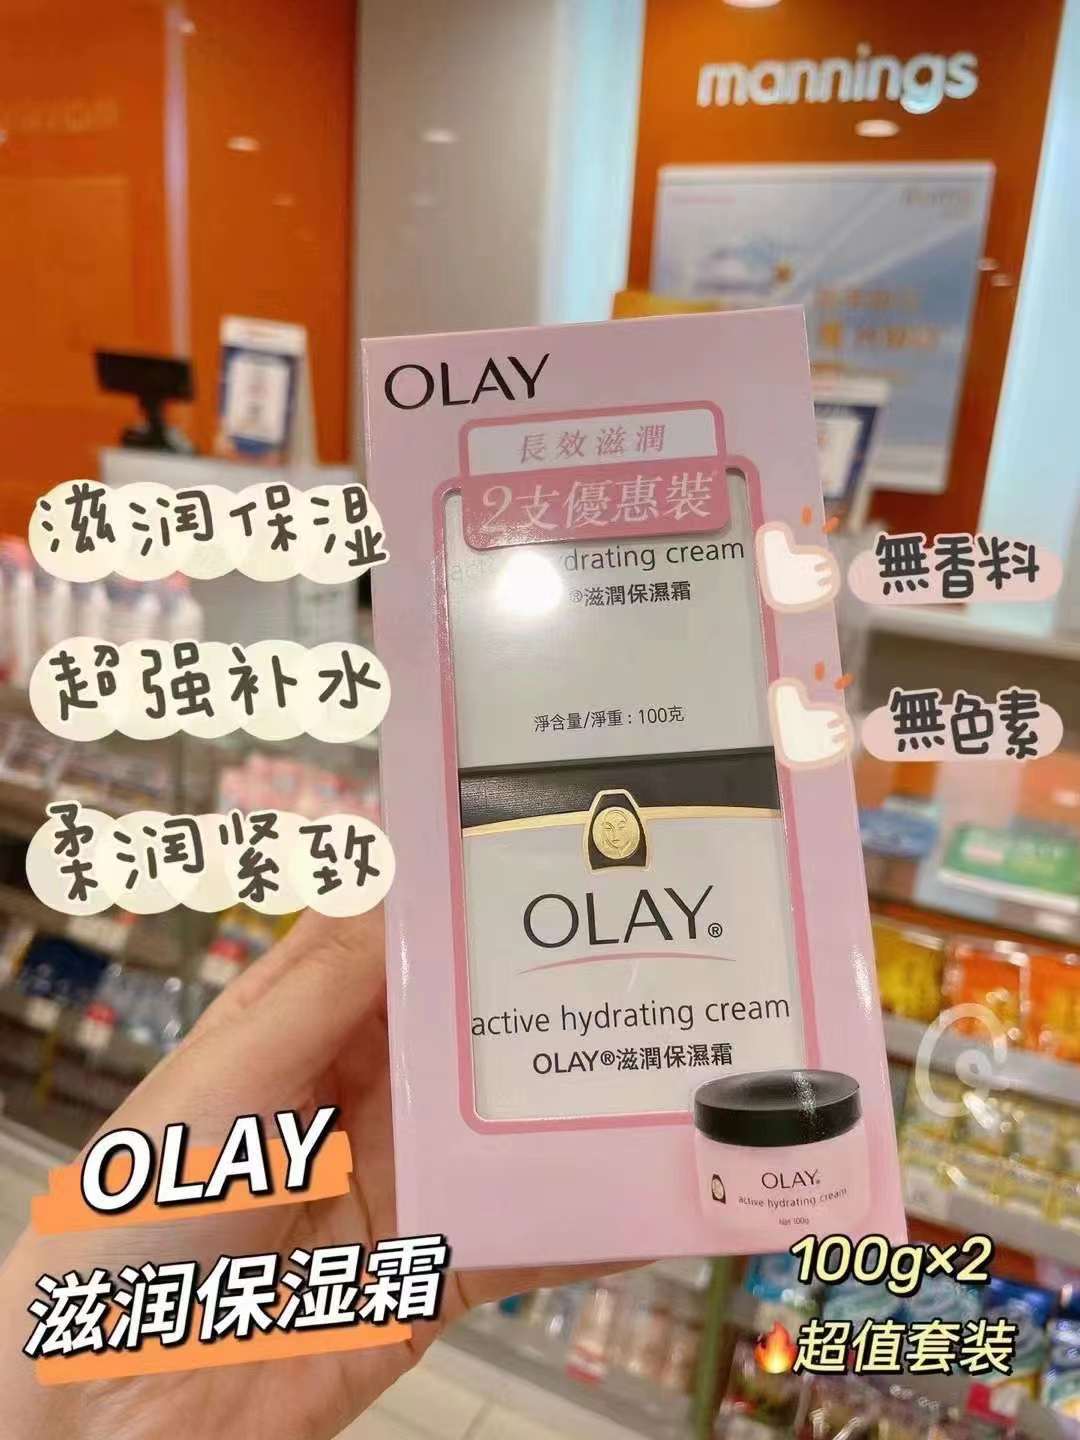 mannings
OLAY
長效滋潤
2支優惠裝
滋润保湿
drating cream
®滋潤保濕霜
無香料
超强补水
淨含量/淨重：100克
無色素
柔润紧致
OLAY®
active hydrating cream
OLAY®滋潤保濕霜
OLAY
滋润保湿霜
OLAY
active hydrating cream
Net 100g
100g×2
超值套装